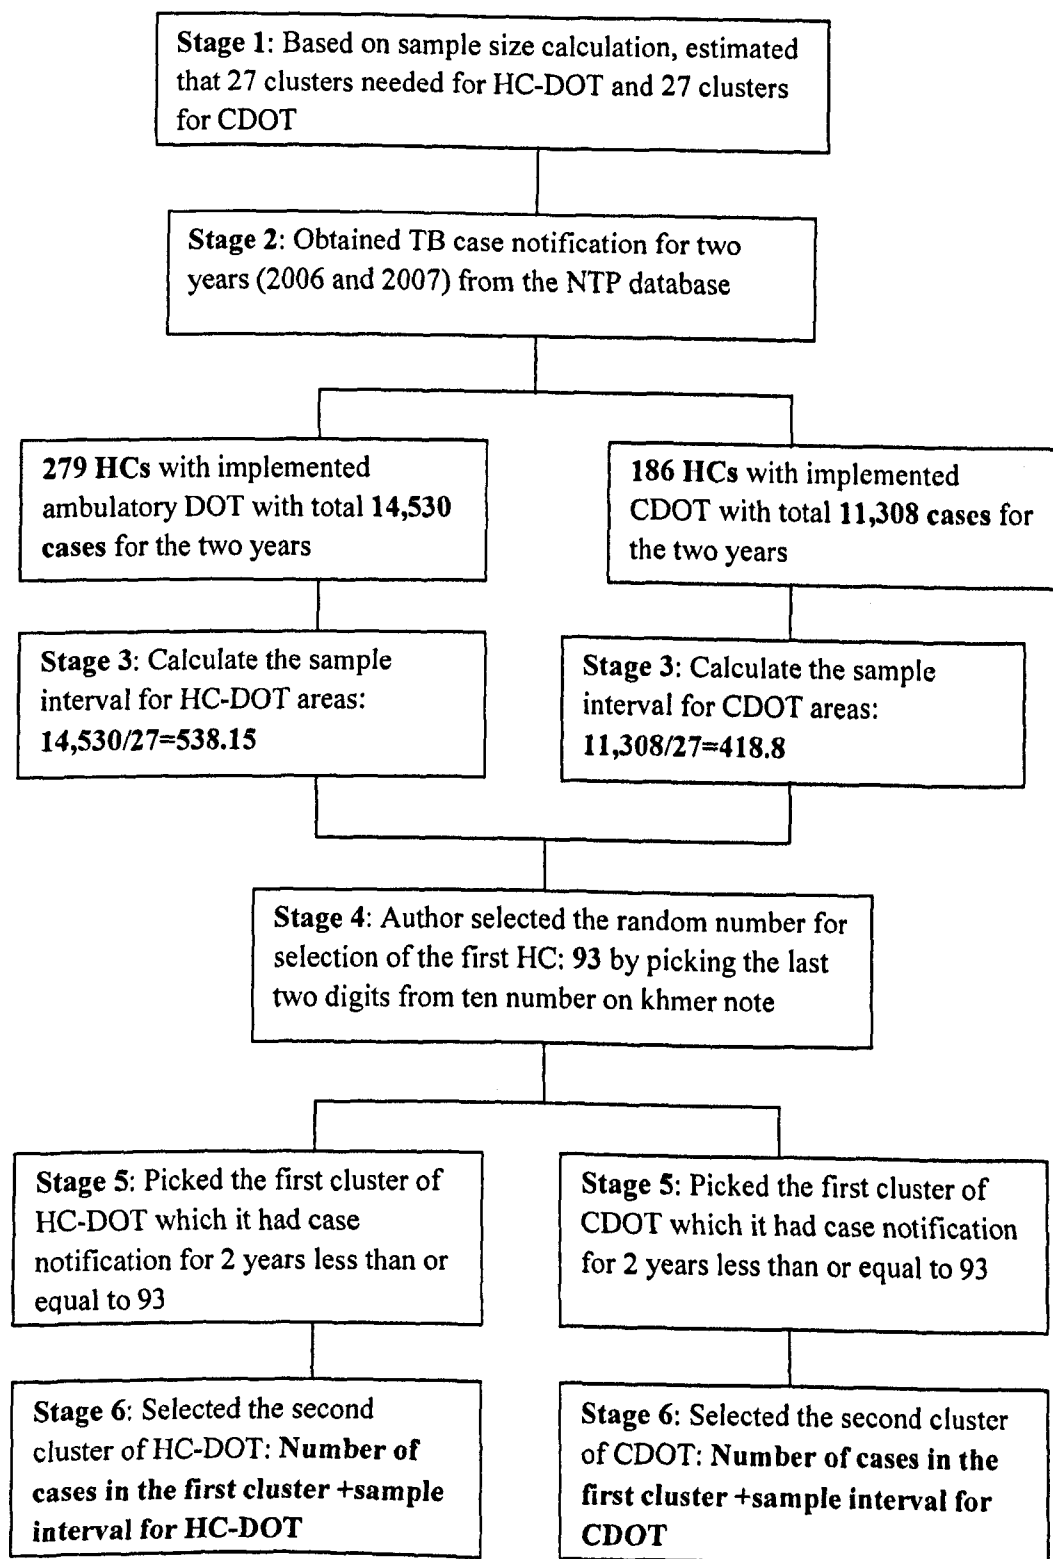 Stage 1: Based on sample size calculation, estimated
that 27 clusters needed for HC-DOT and 27 clusters
for CDOT
Stage 2: Obtained TB case notification for two
years (2006 and 2007) from the NTP database
279 HCs with implemented
ambulatory DOT with total 14,530
cases for the two years
186 HCs with implemented
CDOT with total 11,308 cases for
the two years
Stage 3: Calculate the sample
interval for HC-DOT areas:
14,530/27=538.15
Stage 3: Calculate the sample
interval for CDOT areas:
11,308/27=418.8
Stage 4: Author selected the random number for
selection of the first HC: 93 by picking the last
two digits from ten number on khmer note
Stage 5: Picked the first cluster of
HC-DOT which it had case
notification for 2 years less than or
equal to 93
Stage 5: Picked the first cluster of
CDOT which it had case notification
for 2 years less than or equal to 93
Stage 6: Selected the second
cluster of HC-DOT: Number of
cases in the first cluster +sample
interval for HC-DOT
Stage 6: Selected the second cluster
of CDOT: Number of cases in the
first cluster +sample interval for
CDOT